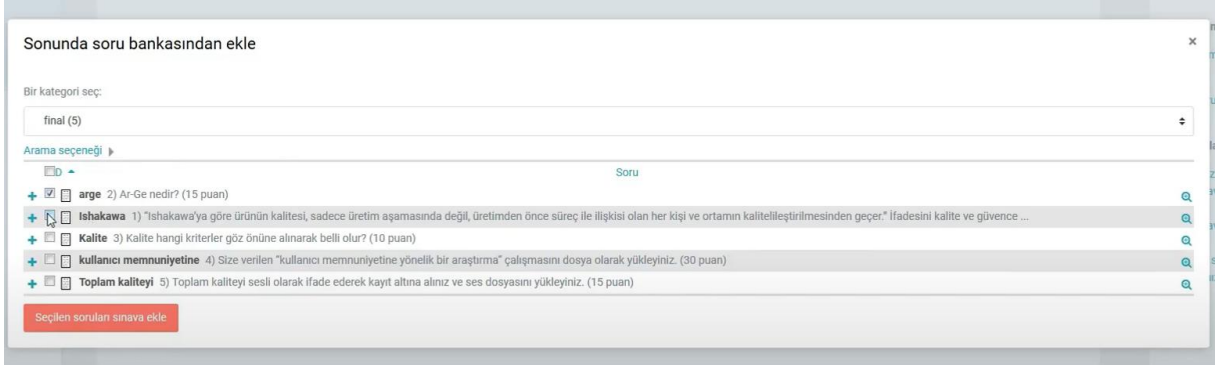 Sonunda soru bankasından ekle
×
Bir kategori seç:
final (5)
Arama seçeneği
D Soru
arge 2) Ar-Ge nedir? (15 puan)
Ishakawa 1) "Ishakawa'ya göre ürünün kalitesi, sadece üretim aşamasında değil, üretimden önce süreç ile ilişkisi olan her kişi ve ortamın kalitelileştirilmesinden geçer." İfadesini kalite ve güvence ...
Kalite 3) Kalite hangi kriterler göz önüne alınarak belli olur? (10 puan)
kullanıcı memnuniyetine 4) Size verilen "kullanıcı memnuniyetine yönelik bir araştırma" çalışmasını dosya olarak yükleyiniz. (30 puan)
Toplam kaliteyi 5) Toplam kaliteyi sesli olarak ifade ederek kayıt altına alınız ve ses dosyasını yükleyiniz. (15 puan)
Seçilen soruları sınava ekle